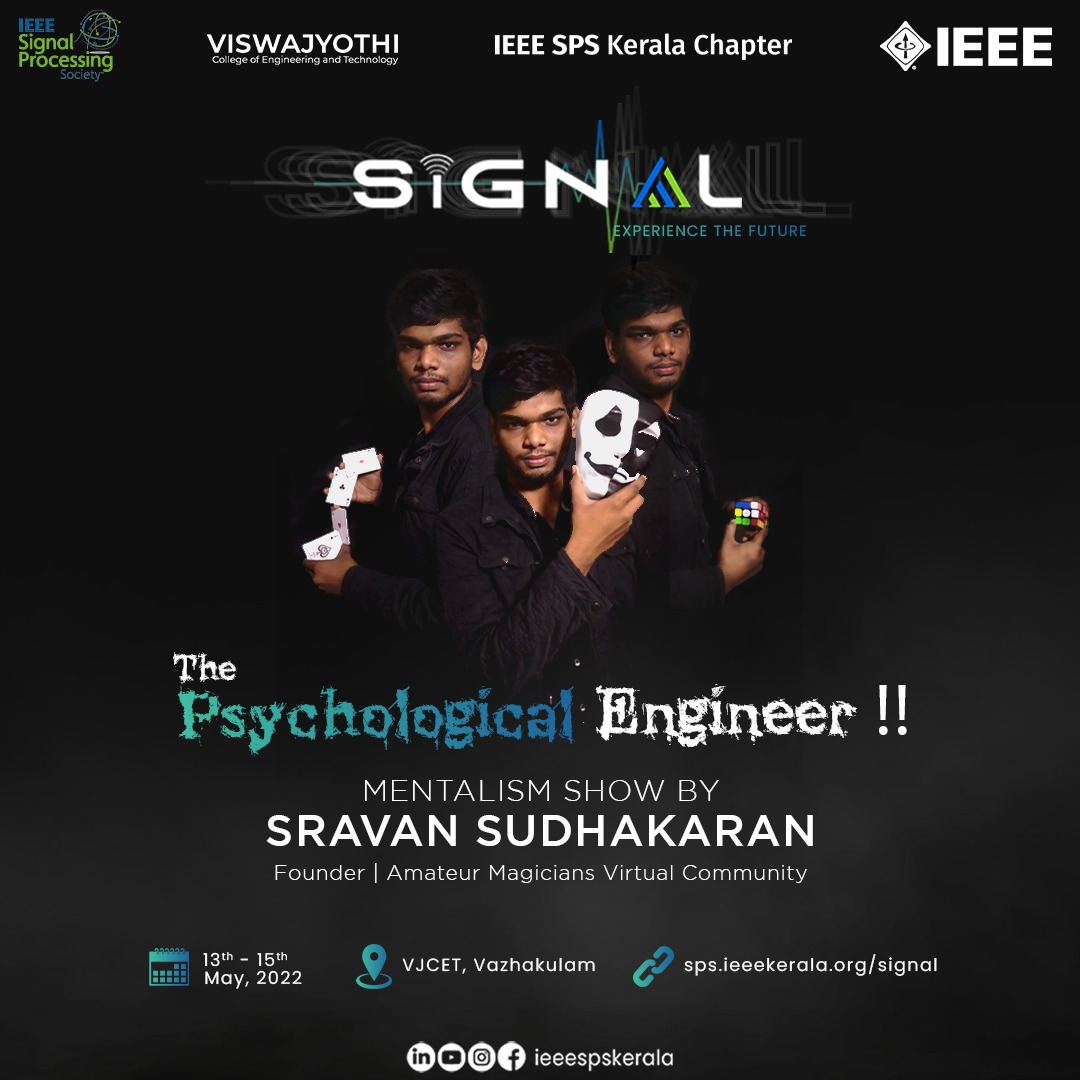 IEEE
Signal
Processing
Society
VISWAJYOTHI
College of Engineering and Technology
IEEE SPS Kerala Chapter
IEEE
SiGNAL
EXPERIENCE THE FUTURE
The
Psychological Engineer !!
MENTALISM SHOW BY
SRAVAN SUDHAKARAN
Founder | Amateur Magicians Virtual Community
13th - 15th
May, 2022
VJCET, Vazhakulam
sps.ieeekerala.org/signal
in f ieeespskerala